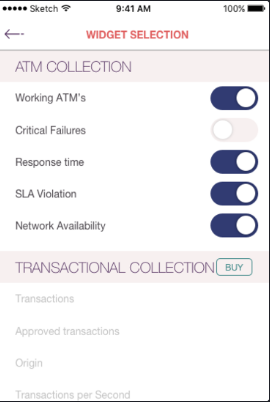 Sketch 9:41 AM 100%
WIDGET SELECTION
ATM COLLECTION
Working ATM's
Critical Failures
Response time
SLA Violation
Network Availability
TRANSACTIONAL COLLECTION BUY
Transactions
Approved transactions
Origin
Transactions per Second